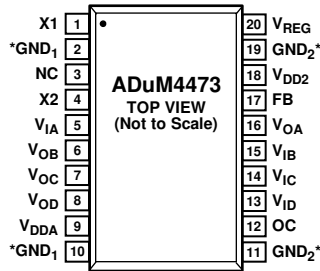 X1 1
*GND1 2
NC 3
X2 4
VIA 5
VOB 6
VOC 7
VOD 8
VDDA 9
*GND1 10
ADuM4473
TOP VIEW
(Not to Scale)
20 VREG
19 GND2*
18 VDD2
17 FB
16 VOA
15 VIB
14 VIC
13 VID
12 OC
11 GND2*